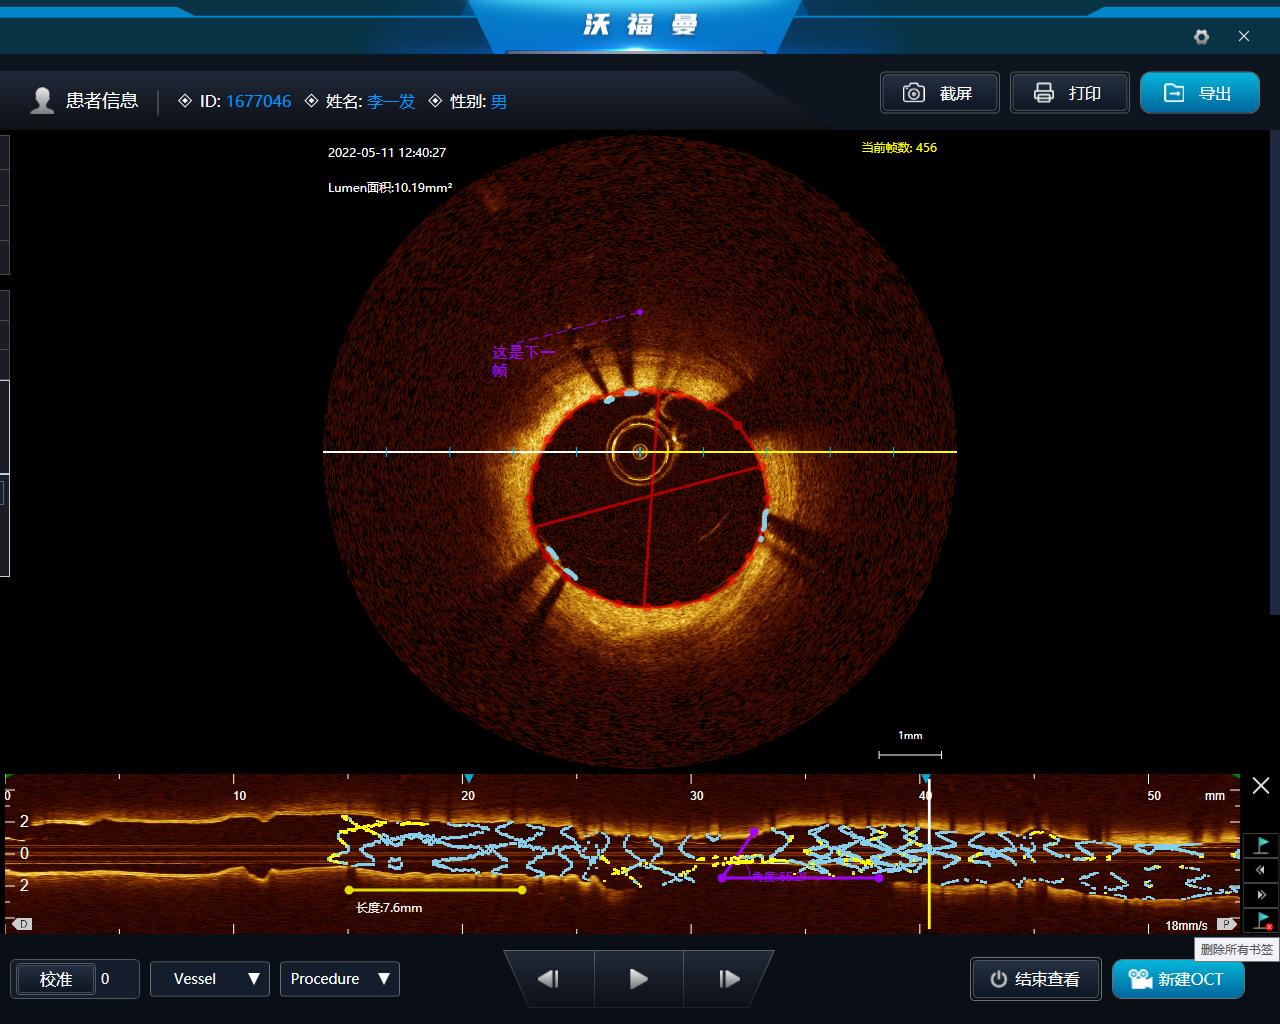 沃福曼
患者信息
ID: 1677046
姓名: 李一发
性别: 男
截屏
打印
导出
2022-05-11 12:40:27
当前帧数: 456
Lumen面积:10.19mm²
这是下一
帧
1mm
0 10 20 30 40 50 mm
2
0
2
长度:7.6mm
18mm/s
D
P
删除所有书签
校准 0
Vessel
Procedure
结束查看
新建OCT